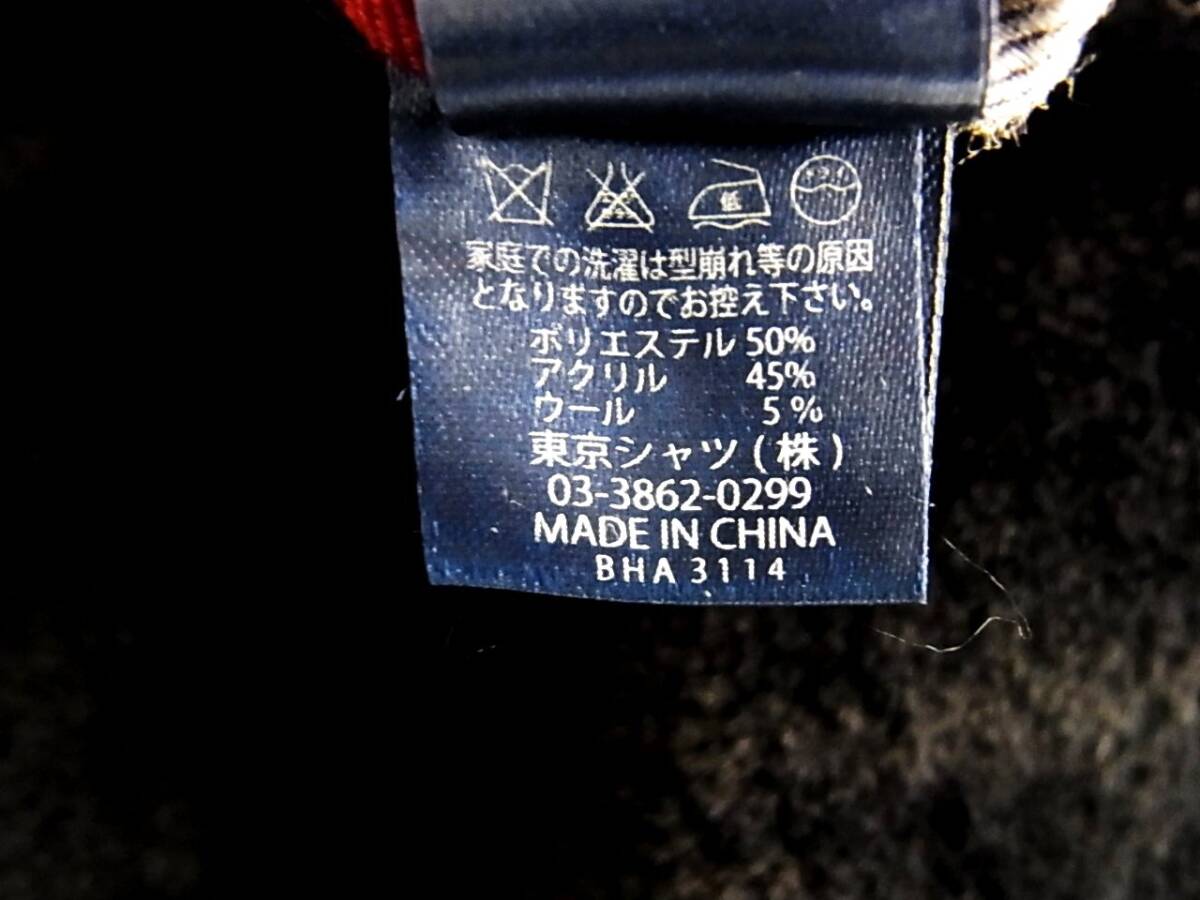 低
家庭での洗濯は型崩れ等の原因
となりますのでお控え下さい。
ポリエステル 50%
アクリル 45%
ウール 5%
東京シャツ(株)
03-3862-0299
MADE IN CHINA
BHA 3114